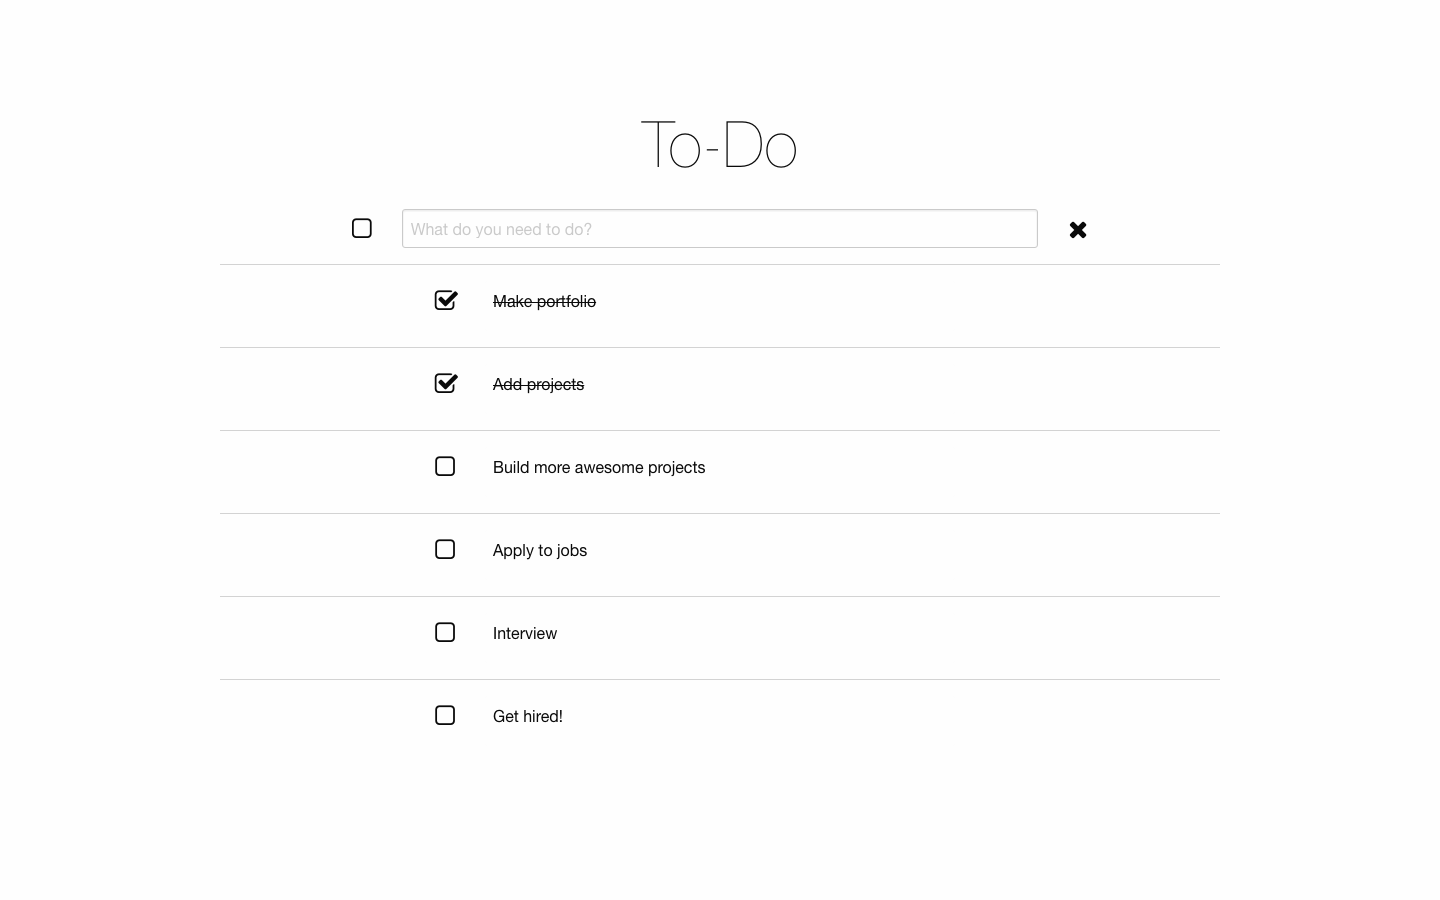 To-Do
What do you need to do?
Make portfolio
Add projects
Build more awesome projects
Apply to jobs
Interview
Get hired!